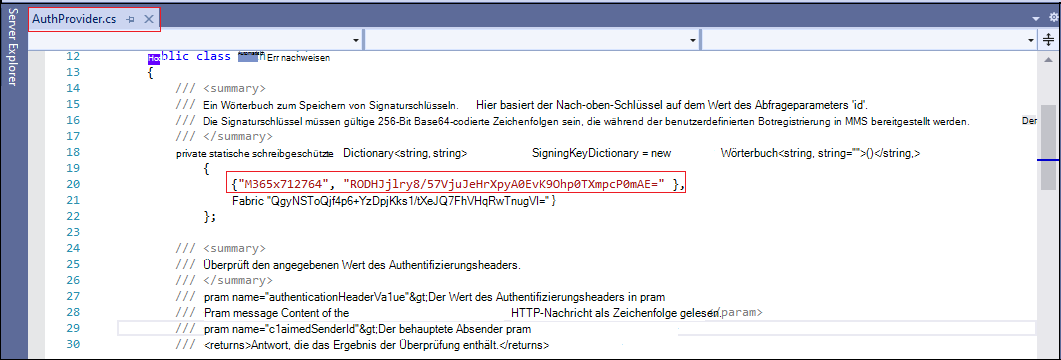 Server Explorer
AuthProvider.cs
12 blic class Err nachweisen
13 {
14 /// <summary>
15 /// Ein Wörterbuch zum Speichern von Signaturschlüsseln. Hier basiert der Nach-oben-Schlüssel auf dem Wert des Abfrageparameters 'id'.
16 /// Die Signaturschlüssel müssen gültige 256-Bit Base64-codierte Zeichenfolgen sein, die während der benutzerdefinierten Botregistrierung in MMS bereitgestellt werden. Der
17 /// </summary>
18 private statische schreibgeschützte Dictionary<string, string> SigningKeyDictionary = new Wörterbuch<string, string="">()</string,>
19 {
20 {"M365x712764", "RODHJjlry8/57VjuJeHrXpyA0EvK9Ohp0TXmpcP0mAE=" },
21 Fabric "QgyNSToQjf4p6+YzDpjKks1/tXeJQ7FhVHqRwTnugVI=" }
22 };
23
24 /// <summary>
25 /// Überprüft den angegebenen Wert des Authentifizierungsheaders.
26 /// </summary>
27 /// pram name="authenticationHeaderVa1ue"&gt;Der Wert des Authentifizierungsheaders in pram
28 /// Pram message Content of the HTTP-Nachricht als Zeichenfolge gelesen.</param>
29 /// pram name="c1aimedSenderId"&gt;Der behauptete Absender pram
30 /// <returns>Antwort, die das Ergebnis der Überprüfung enthält.</returns>